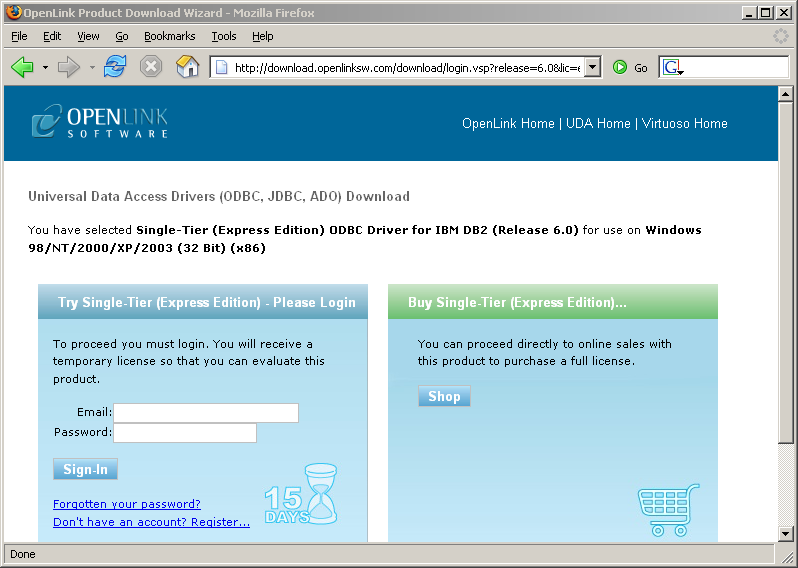 OpenLink Product Download Wizard - Mozilla Firefox
File Edit View Go Bookmarks Tools Help
http://download.openlinksw.com/download/login.vsp?release=6.0&lic=e Go G
OPENLINK
SOFTWARE
OpenLink Home | UDA Home | Virtuoso Home
Universal Data Access Drivers (ODBC, JDBC, ADO) Download
You have selected Single-Tier (Express Edition) ODBC Driver for IBM DB2 (Release 6.0) for use on Windows
98/NT/2000/XP/2003 (32 Bit) (x86)
Try Single-Tier (Express Edition) - Please Login
To proceed you must login. You will receive a
temporary license so that you can evaluate this
product.
Email:
Password:
Sign-In
Forgotten your password?
Don't have an account? Register...
15
DAYS
Buy Single-Tier (Express Edition)...
You can proceed directly to online sales with
this product to purchase a full license.
Shop
Done